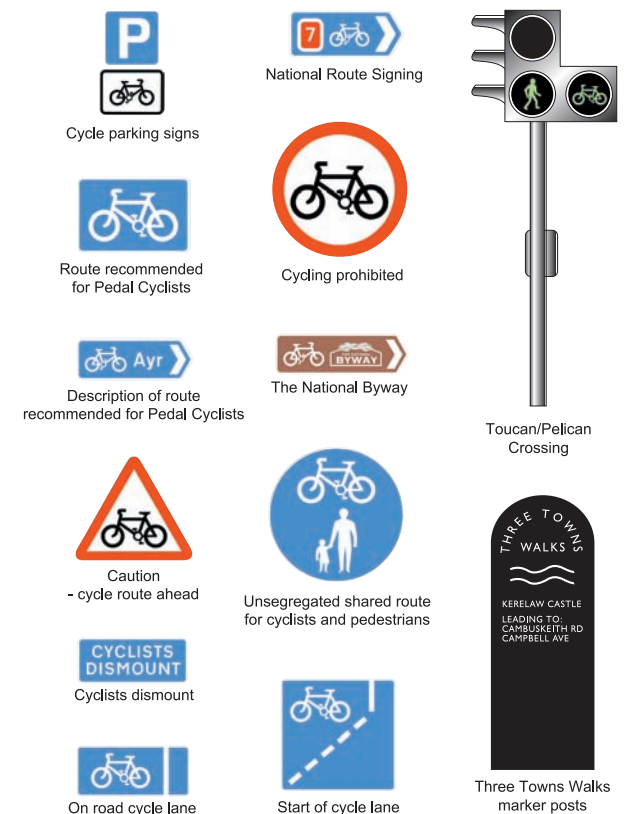 P
Cycle parking signs
7
National Route Signing
Route recommended
for Pedal Cyclists
Cycling prohibited
Ayr
Description of route
recommended for Pedal Cyclists
THE NATIONAL
BYWAY
The National Byway
Toucan/Pelican
Crossing
Caution
- cycle route ahead
Unsegregated shared route
for cyclists and pedestrians
CYCLISTS
DISMOUNT
Cyclists dismount
On road cycle lane
Start of cycle lane
THREE TOWNS
WALKS
KERELAW CASTLE
LEADING TO:
CAMBUSKEITH RD
CAMPBELL AVE
Three Towns Walks
marker posts